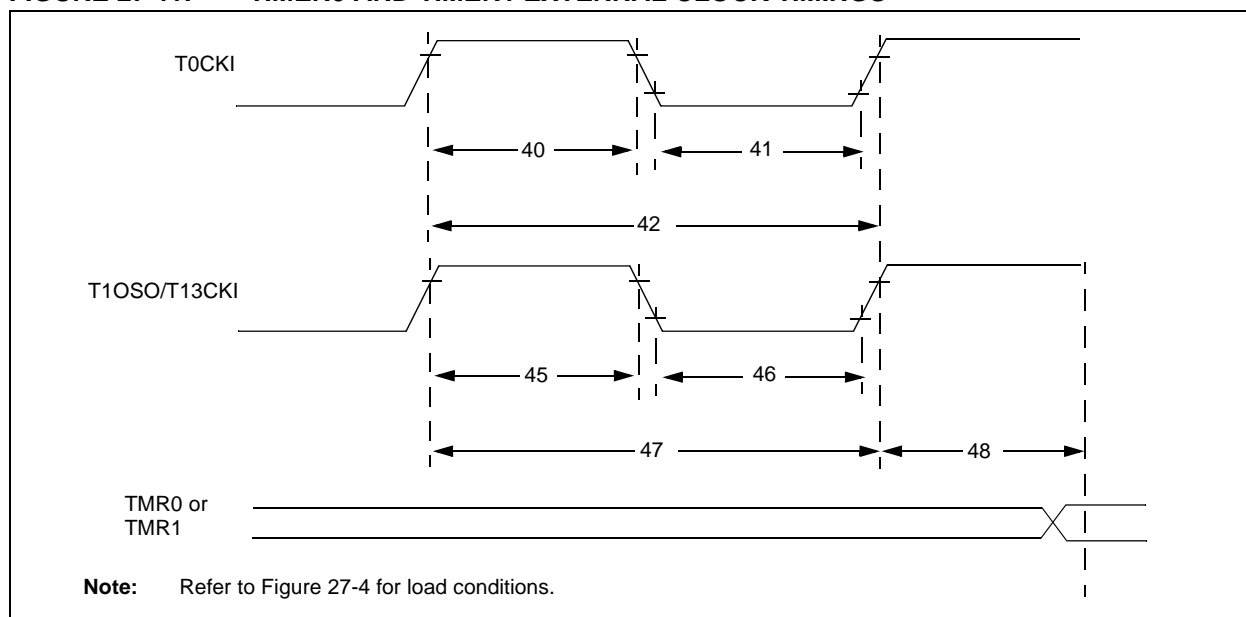 T0CKI
40
41
42
T1OSO/T13CKI
45
46
47
48
TMR0 or
TMR1
Note: Refer to Figure 27-4 for load conditions.